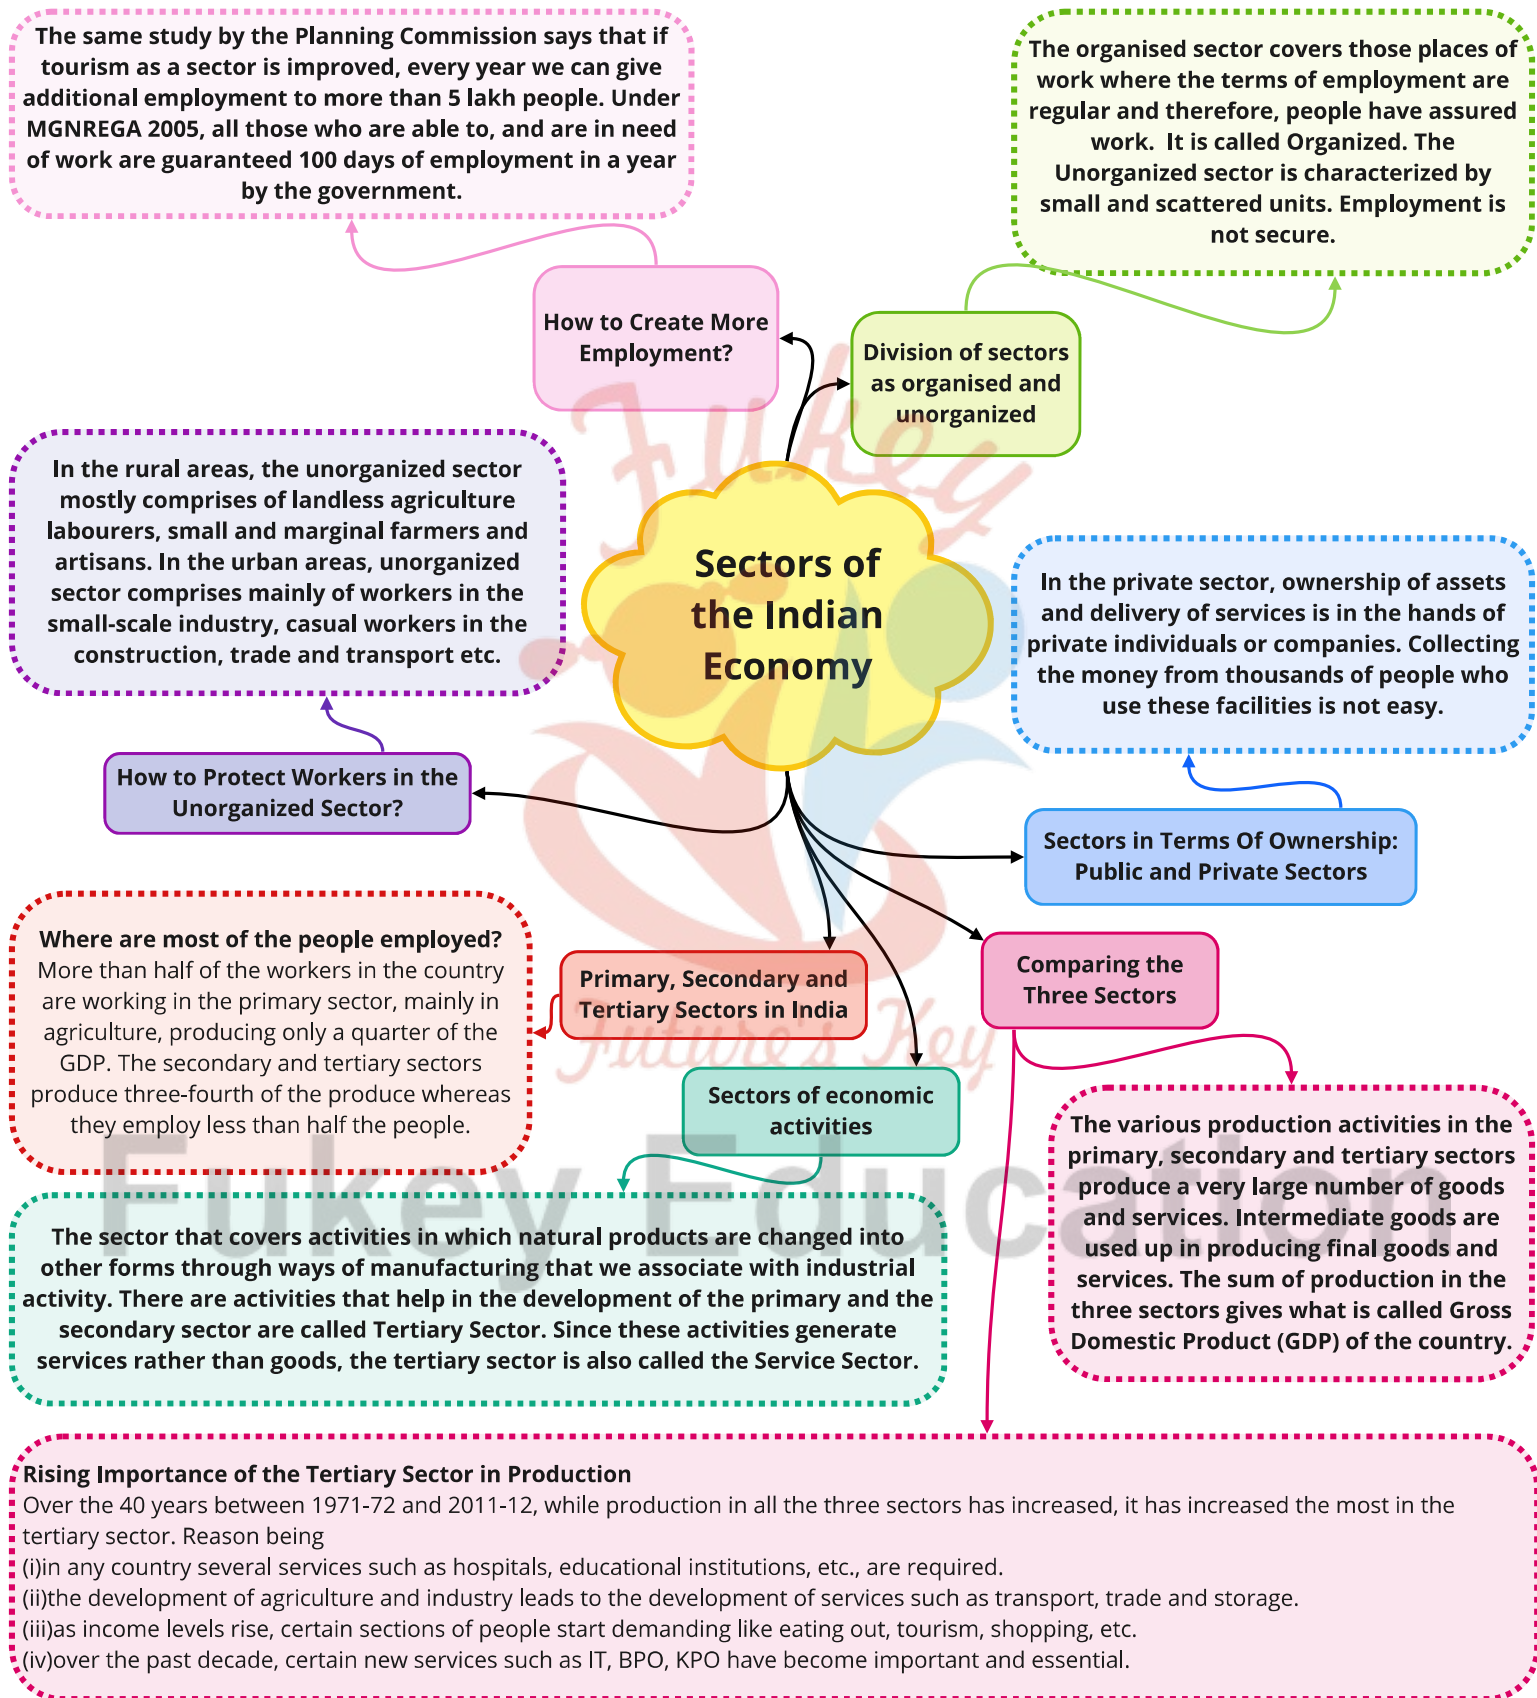 The same study by the Planning Commission says that if
tourism as a sector is improved, every year we can give
additional employment to more than 5 lakh people. Under
MGNREGA 2005, all those who are able to, and are in need
of work are guaranteed 100 days of employment in a year
by the government.
The organised sector covers those places of
work where the terms of employment are
regular and therefore, people have assured
work. It is called Organized. The
Unorganized sector is characterized by
small and scattered units. Employment is
not secure.
How to Create More
Employment?
Division of sectors
as organised and
unorganized
Fukey
In the rural areas, the unorganized sector
mostly comprises of landless agriculture
labourers, small and marginal farmers and
artisans. In the urban areas, unorganized
sector comprises mainly of workers in the
small-scale industry, casual workers in the
construction, trade and transport etc.
Sectors of
the Indian
Economy
In the private sector, ownership of assets
and delivery of services is in the hands of
private individuals or companies. Collecting
the money from thousands of people who
use these facilities is not easy.
How to Protect Workers in the
Unorganized Sector?
Sectors in Terms Of Ownership:
Public and Private Sectors
Where are most of the people employed?
More than half of the workers in the country
are working in the primary sector, mainly in
agriculture, producing only a quarter of the
GDP. The secondary and tertiary sectors
produce three-fourth of the produce whereas
they employ less than half the people.
Primary, Secondary and
Tertiary Sectors in India
Comparing the
Three Sectors
Future's Key
Sectors of economic
activities
Fukey Education
The various production activities in the
primary, secondary and tertiary sectors
produce a very large number of goods
and services. Intermediate goods are
used up in producing final goods and
services. The sum of production in the
three sectors gives what is called Gross
Domestic Product (GDP) of the country.
The sector that covers activities in which natural products are changed into
other forms through ways of manufacturing that we associate with industrial
activity. There are activities that help in the development of the primary and the
secondary sector are called Tertiary Sector. Since these activities generate
services rather than goods, the tertiary sector is also called the Service Sector.
Rising Importance of the Tertiary Sector in Production
Over the 40 years between 1971-72 and 2011-12, while production in all the three sectors has increased, it has increased the most in the
tertiary sector. Reason being
(i)in any country several services such as hospitals, educational institutions, etc., are required.
(ii)the development of agriculture and industry leads to the development of services such as transport, trade and storage.
(iii)as income levels rise, certain sections of people start demanding like eating out, tourism, shopping, etc.
(iv)over the past decade, certain new services such as IT, BPO, KPO have become important and essential.